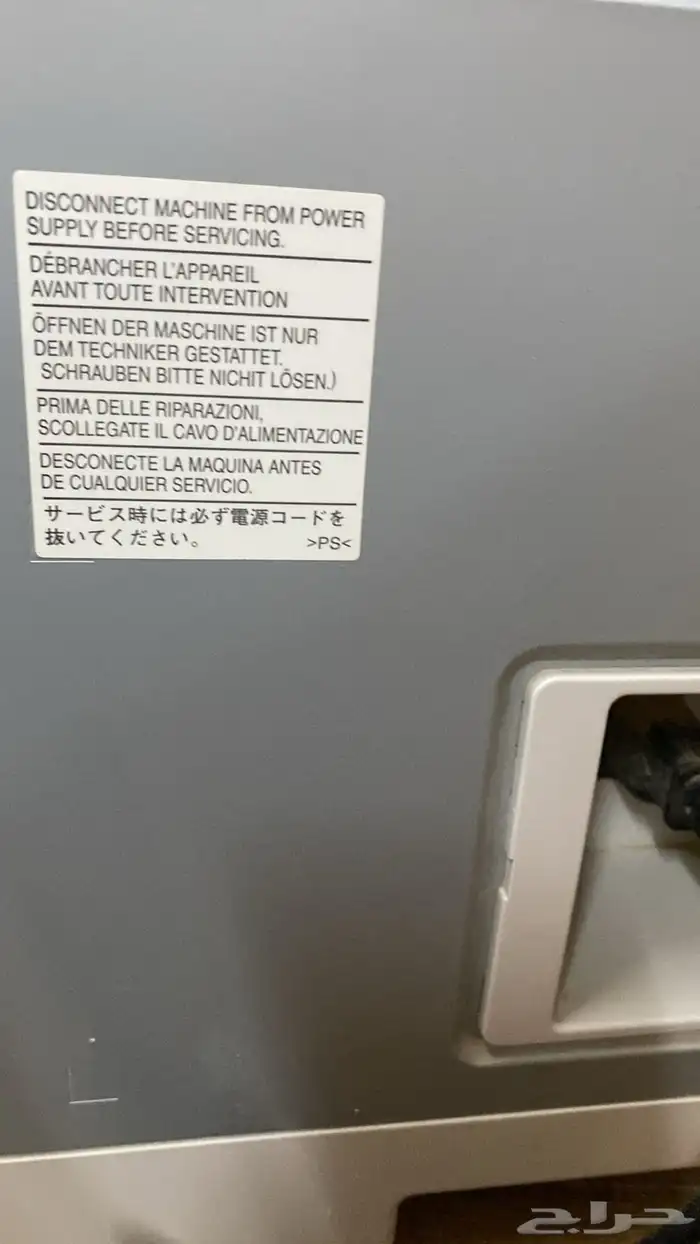 DISCONNECT MACHINE FROM POWER
SUPPLY BEFORE SERVICING.
DÉBRANCHER L'APPAREIL
AVANT TOUTE INTERVENTION
ÖFFNEN DER MASCHINE IST NUR
DEM TECHNIKER GESTATTET.
SCHRAUBEN BITTE NICHIT LÖSEN.)
PRIMA DELLE RIPARAZIONI,
SCOLLEGATE IL CAVO D'ALIMENTAZIONE
DESCONECTE LA MAQUINA ANTES
DE CUALQUIER SERVICIO.
サービス時には必ず電源コードを
抜いてください。 >PS<
حراج